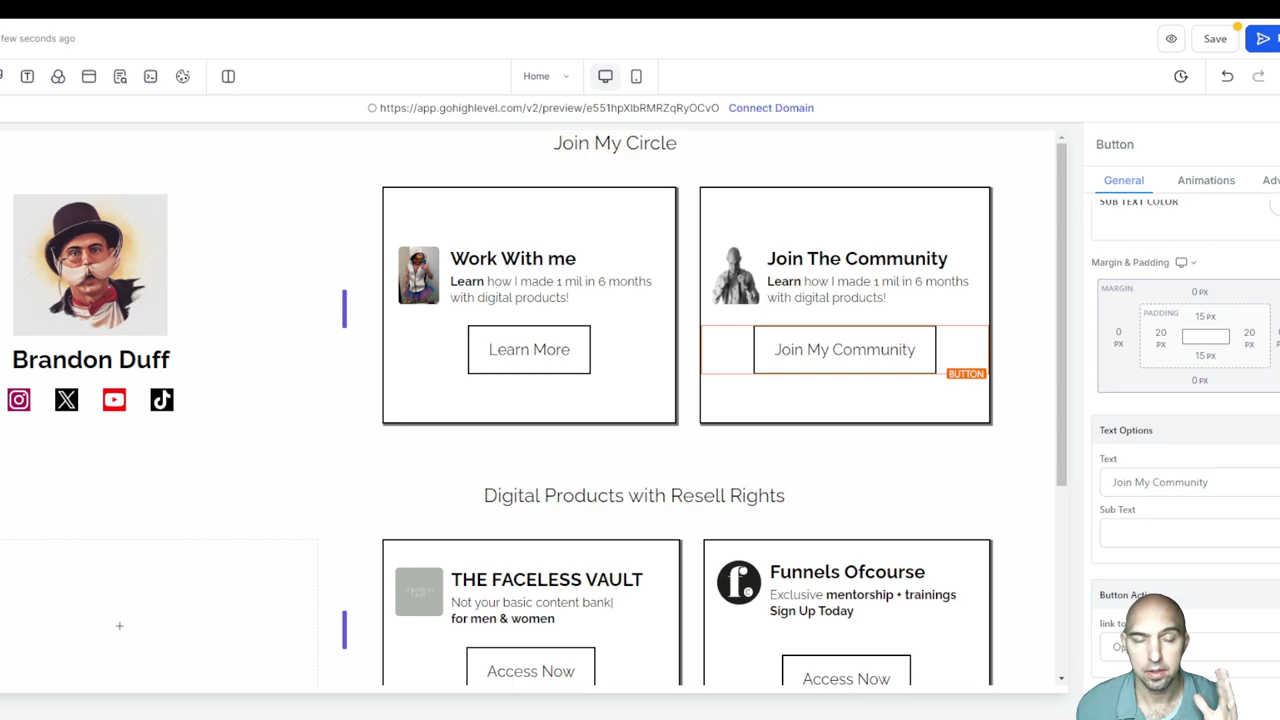 few seconds ago
Save
Home
https://app.gohighlevel.com/v2/preview/e551hpXIbRMRZqRyOCvO Connect Domain
Join My Circle
Brandon Duff
Work With me
Learn how I made 1 mil in 6 months
with digital products!
Learn More
Join The Community
Learn how I made 1 mil in 6 months
with digital products!
Join My Community
BUTTON
Digital Products with Resell Rights
THE FACELESS VAULT
Not your basic content bank|
for men & women
Access Now
f.
Funnels Ofcourse
Exclusive mentorship + trainings
Sign Up Today
Access Now
Button
General
Animations
SUB TEXT COLOR
Margin & Padding
MARGIN
0 PX
PADDING
15 PX
0
PX
20
PX
20
PX
15 PX
0 PX
Text Options
Text
Join My Community
Sub Text
link to